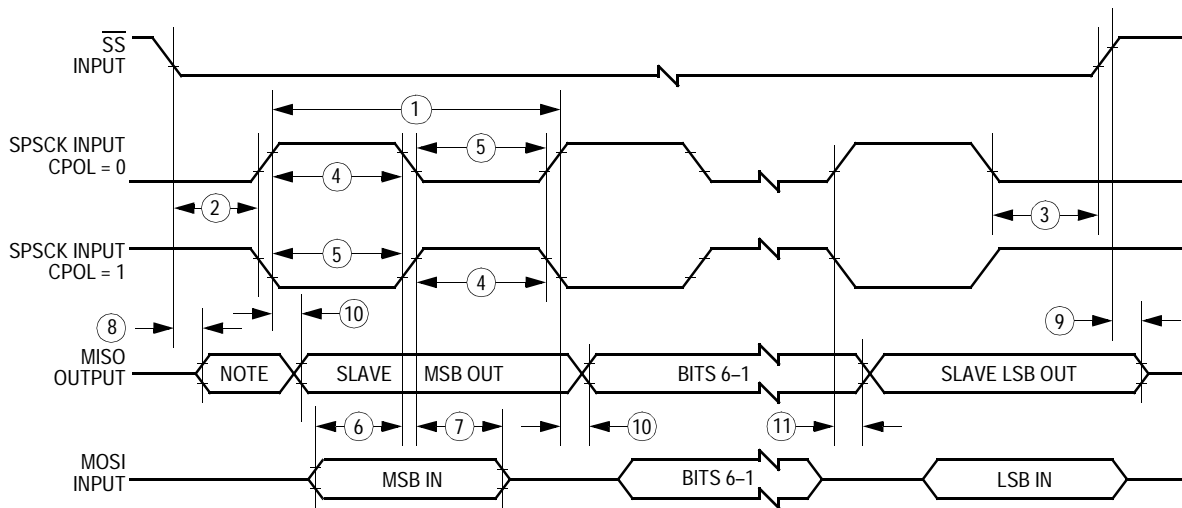 SS
INPUT
1
SPSCK INPUT
CPOL = 0
5
4
2
3
SPSCK INPUT
CPOL = 1
5
4
8
10
9
MISO
OUTPUT
NOTE
SLAVE
MSB OUT
BITS 6–1
SLAVE LSB OUT
6
7
10
11
MOSI
INPUT
MSB IN
BITS 6–1
LSB IN